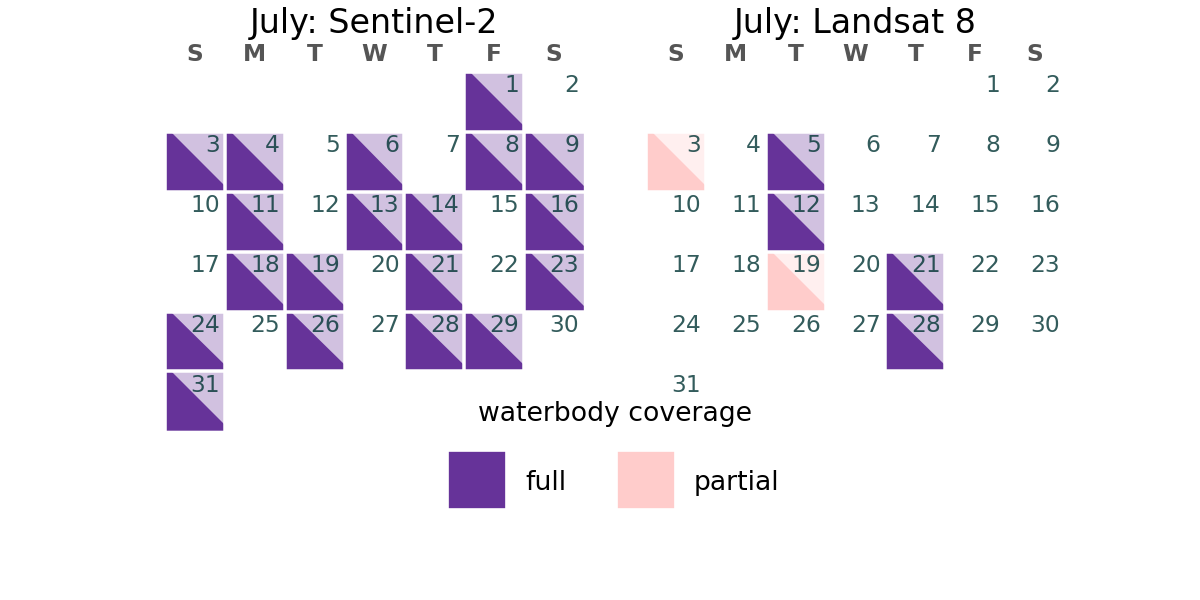 July: Sentinel-2
S M T W T F S
1 2
3 4 5 6 7 8 9
10 11 12 13 14 15 16
17 18 19 20 21 22 23
24 25 26 27 28 29 30
31
July: Landsat 8
S M T W T F S
1 2
3 4 5 6 7 8 9
10 11 12 13 14 15 16
17 18 19 20 21 22 23
24 25 26 27 28 29 30
31
waterbody coverage
full
partial